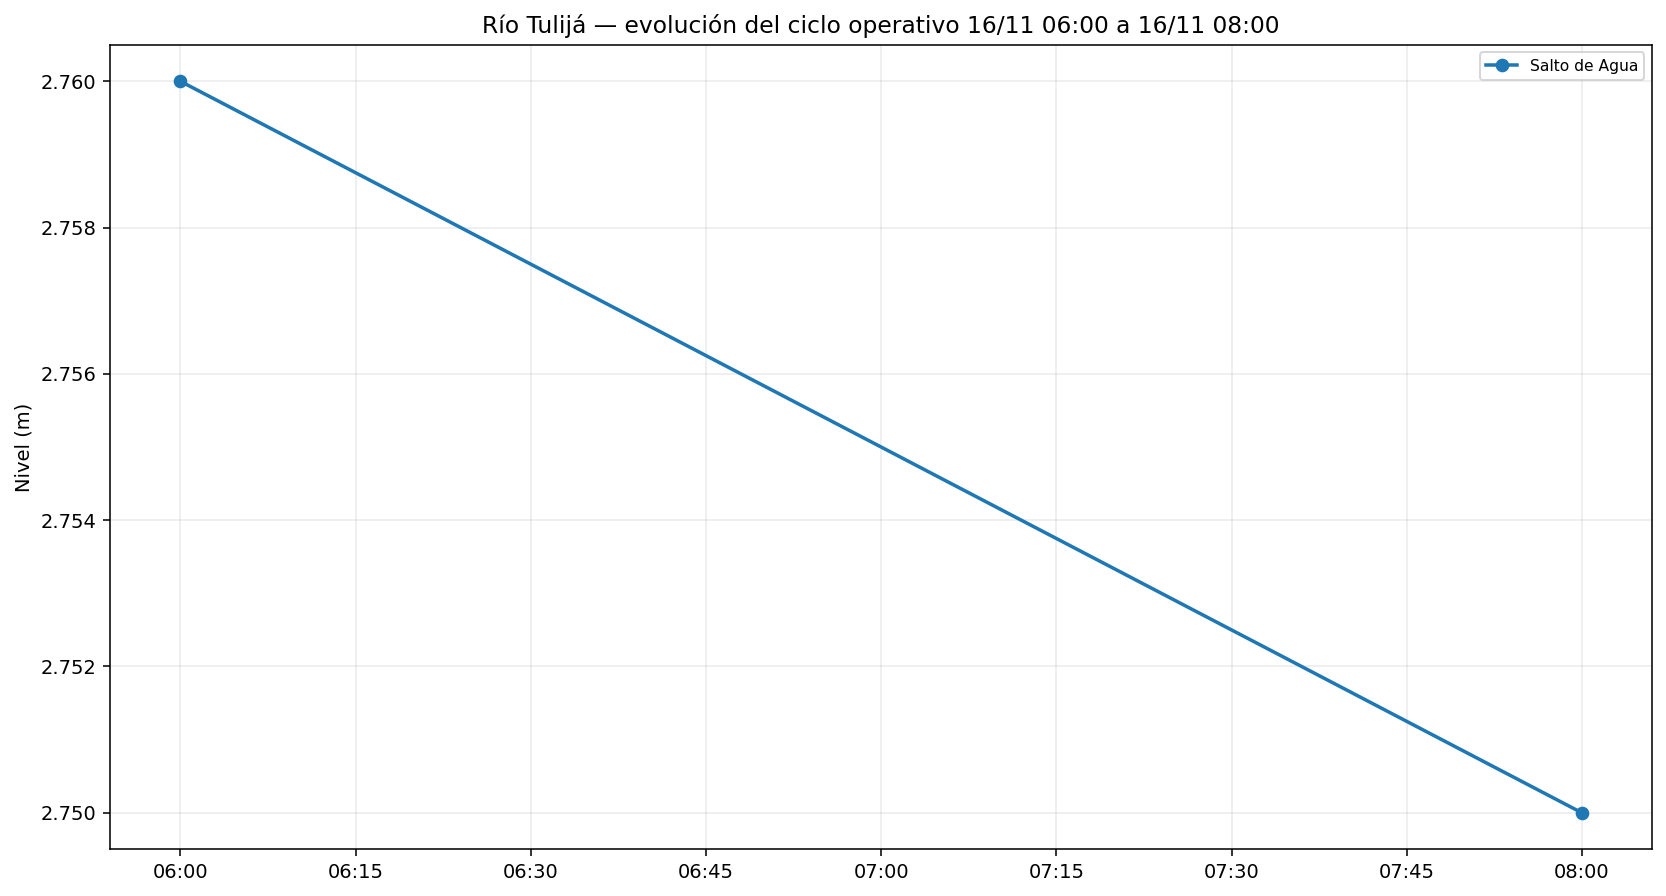 Río Tulijá — evolución del ciclo operativo 16/11 06:00 a 16/11 08:00
Salto de Agua
Nivel (m)
2.760
2.758
2.756
2.754
2.752
2.750
06:00 06:15 06:30 06:45 07:00 07:15 07:30 07:45 08:00